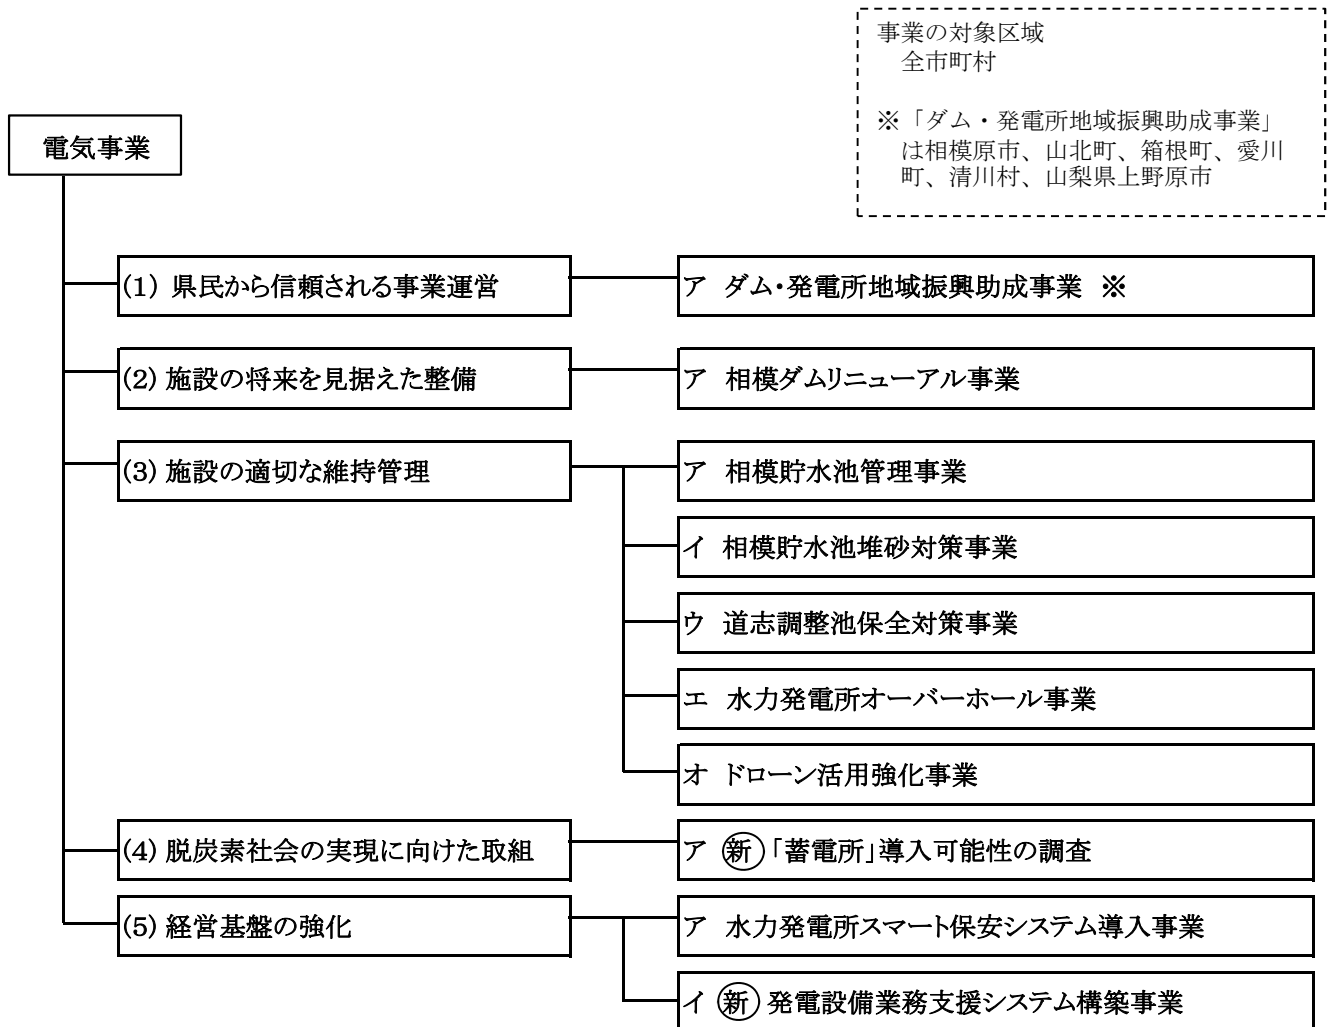 事業の対象区域
全市町村
※「ダム・発電所地域振興助成事業」
は相模原市、山北町、箱根町、愛川
町、清川村、山梨県上野原市
電気事業
(1) 県民から信頼される事業運営
ア ダム・発電所地域振興助成事業 ※
(2) 施設の将来を見据えた整備
ア 相模ダムリニューアル事業
(3) 施設の適切な維持管理
ア 相模貯水池管理事業
イ 相模貯水池堆砂対策事業
ウ 道志調整池保全対策事業
エ 水力発電所オーバーホール事業
オ ドローン活用強化事業
(4) 脱炭素社会の実現に向けた取組
ア 新「蓄電所」導入可能性の調査
(5) 経営基盤の強化
ア 水力発電所スマート保安システム導入事業
イ 新 発電設備業務支援システム構築事業